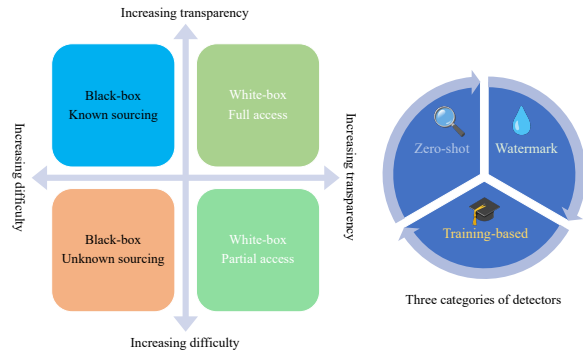 Increasing transparency
Black-box
Known sourcing
White-box
Full access
Increasing difficulty
Increasing transparency
Black-box
Unknown sourcing
White-box
Partial access
Increasing difficulty
Zero-shot
Watermark
Training-based
Three categories of detectors